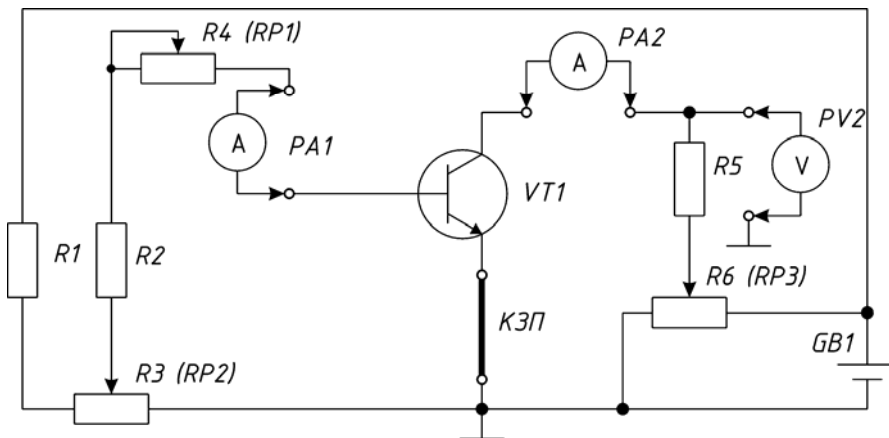 R4 (RP1)
PA2
A
PV2
A
PA1
R5
V
VT1
R1
R2
R6 (RP3)
КЗП
GB1
R3 (RP2)